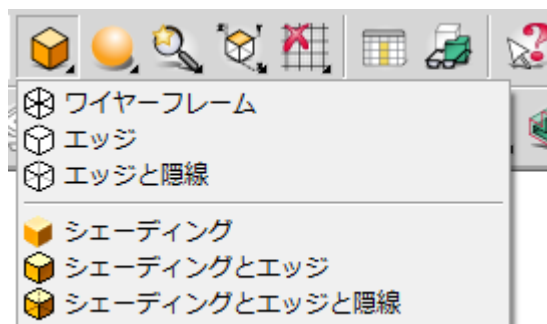 ワイヤーフレーム
エッジ
エッジと隠線
シェーディング
シェーディングとエッジ
シェーディングとエッジと隠線